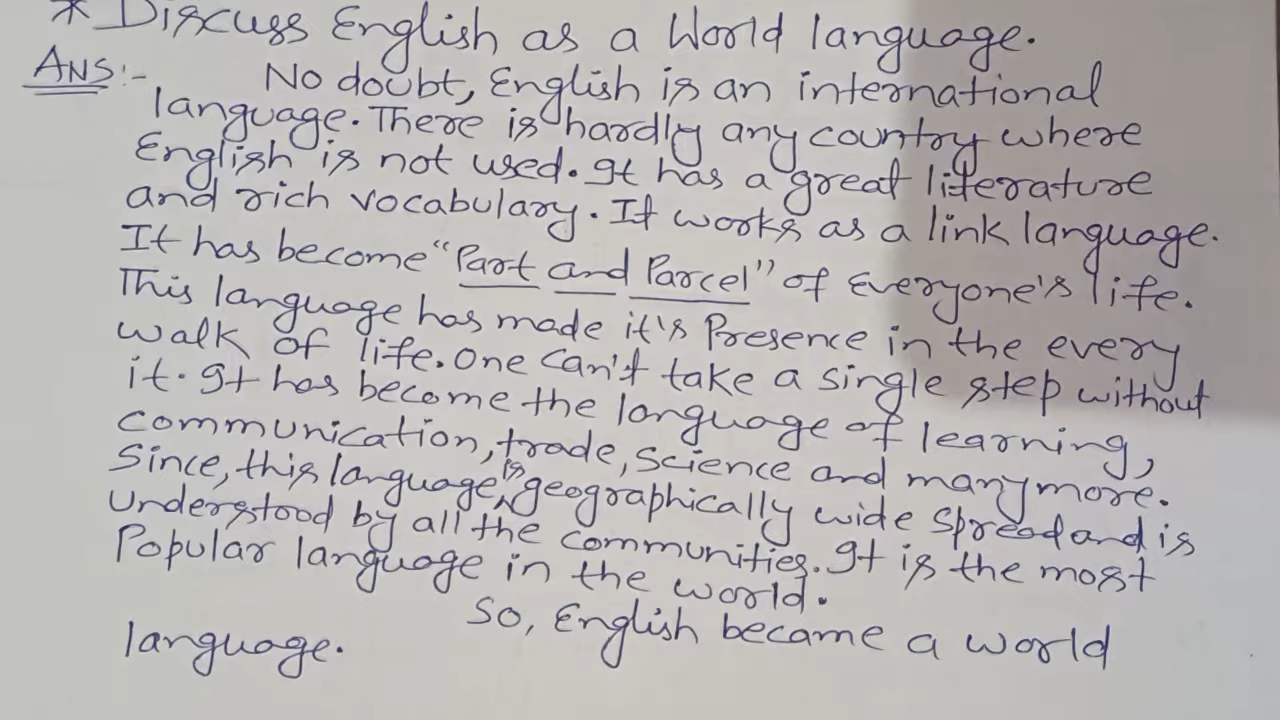 * Discuss English as a World language.
Ans:- No doubt, English is an international
language. There is hardly any country where
English is not used. It has a great literature
and rich vocabulary. It works as a link language.
It has become "Part and Parcel" of Everyone's life.
This language has made it's Presence in the every
walk of life. One can't take a single step without
it. It has become the language of learning,
communication, trade, science and many more.
Since, this language is geographically wide spread and is
Understood by all the communities. It is the most
Popular language in the world.
So, English became a world
language.